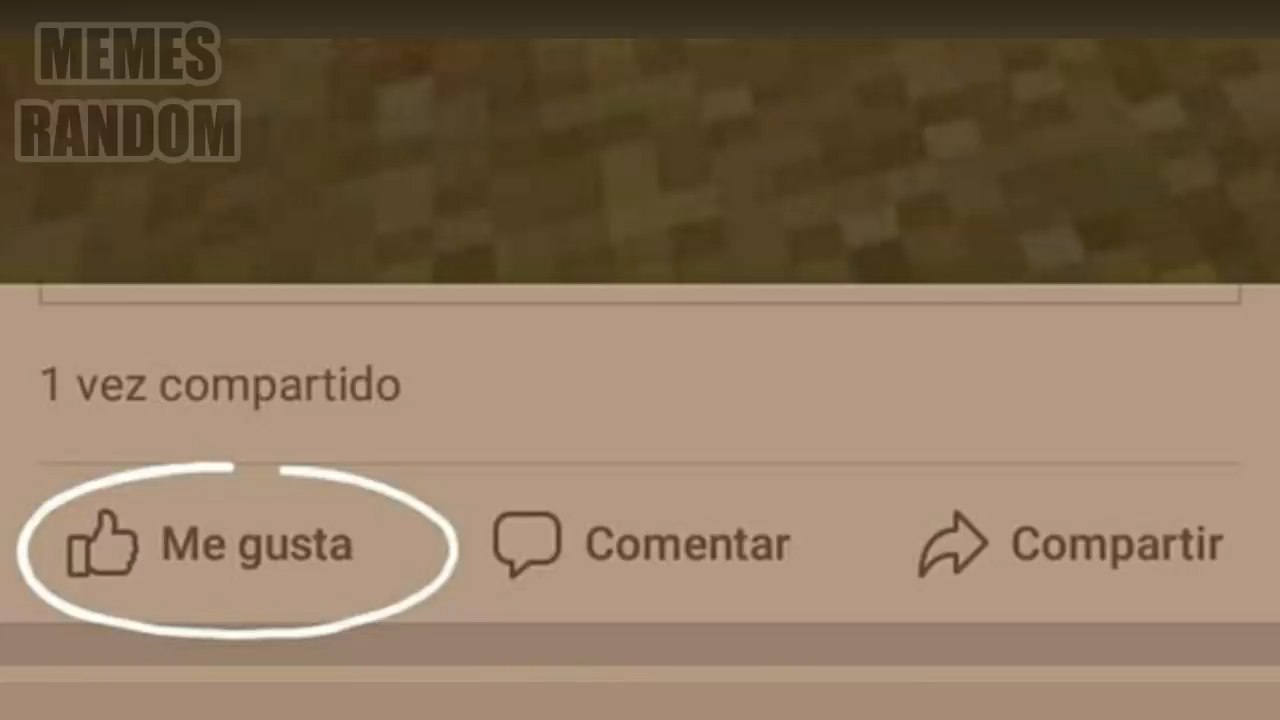 MEMES
RANDOM
1 vez compartido
Me gusta
Comentar
Compartir